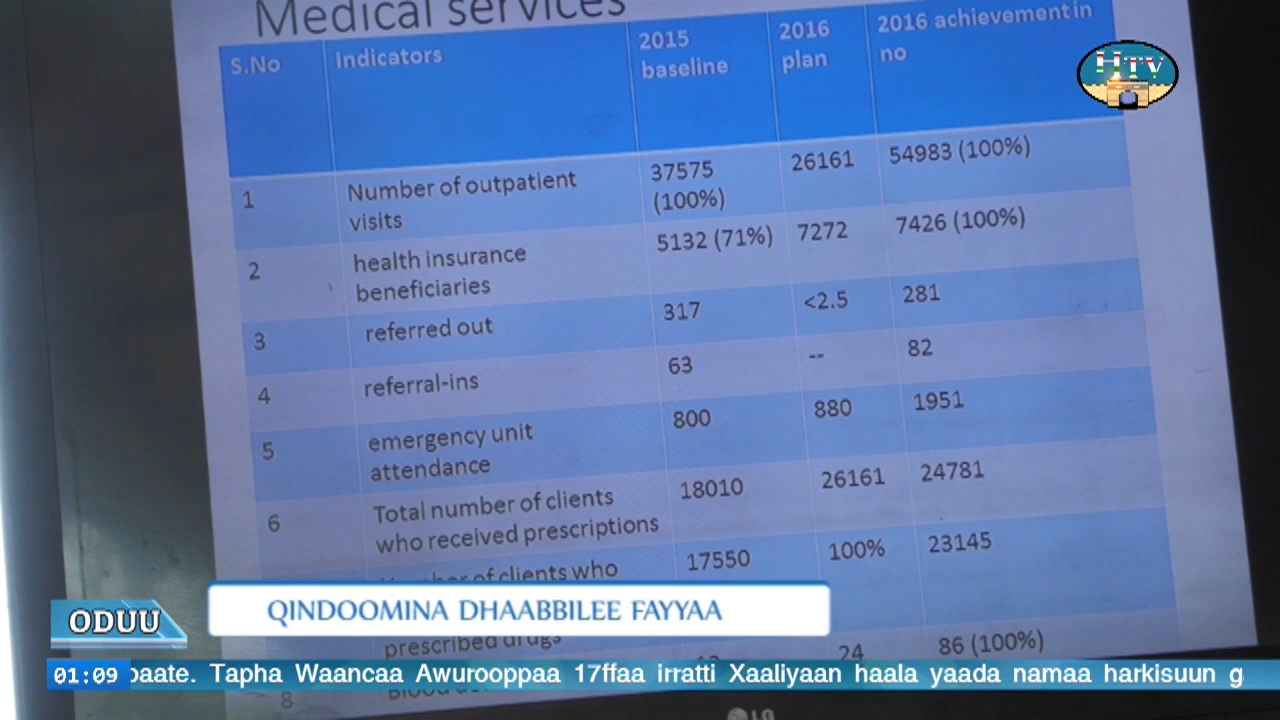 Medical services
S.No Indicators 2015 baseline 2016 plan 2016 achievement in no
1 Number of outpatient visits 37575 (100%) 26161 54983 (100%)
2 health insurance beneficiaries 5132 (71%) 7272 7426 (100%)
3 referred out 317 <2.5 281
4 referral-ins 63 -- 82
5 emergency unit attendance 800 880 1951
6 Total number of clients who received prescriptions 18010 26161 24781
of clients who 17550 100% 23145
prescribed drugs
8 24 86 (100%)
HTV
ODUU
QINDOOMINA DHAABBILEE FAYYAA
01:09 baate. Tapha Waancaa Awurooppaa 17ffaa irratti Xaaliyaan haala yaada namaa harkisuun g
LG